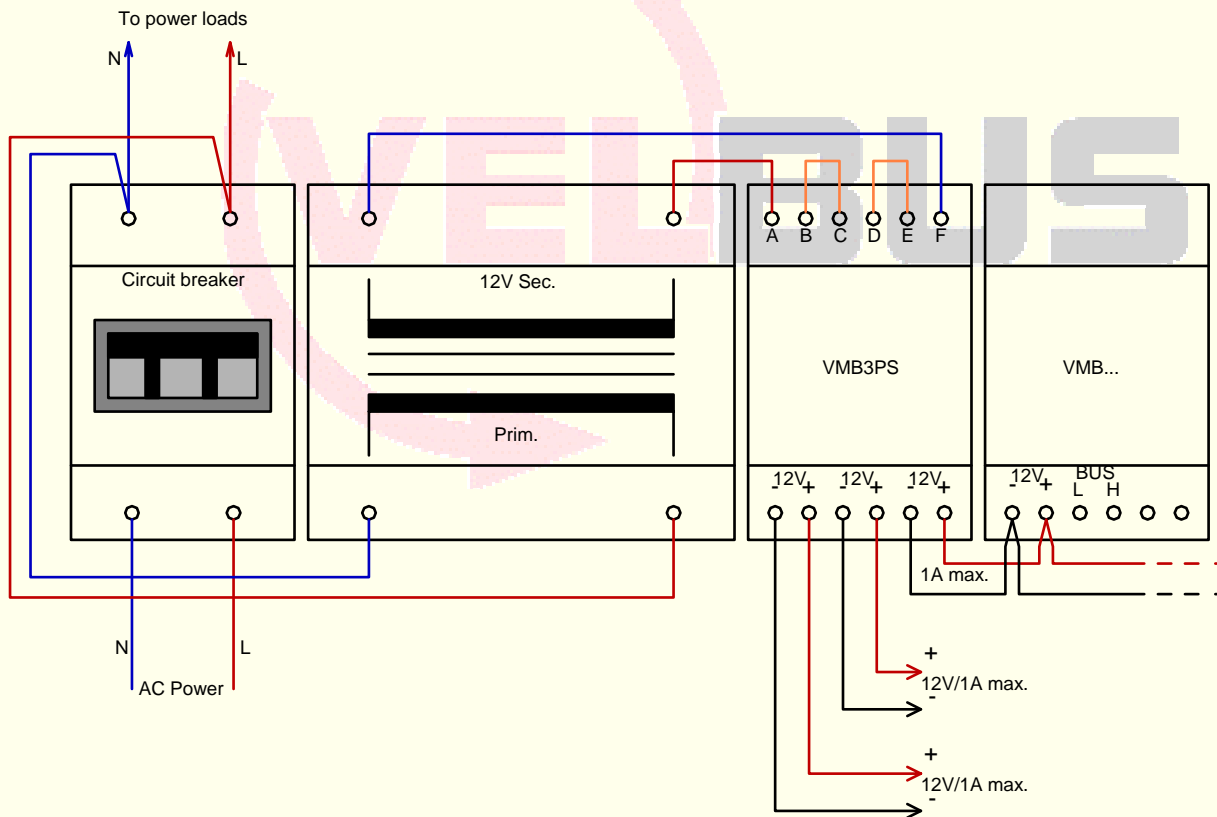 To power loads
N L
VELBUS
A B C D E F
Circuit breaker
12V Sec.
VMB3PS
VMB...
Prim.
- 12V + - 12V + - 12V +
- 12V + BUS
L H
1A max.
N L
AC Power
+
12V/1A max.
-
+
12V/1A max.
-